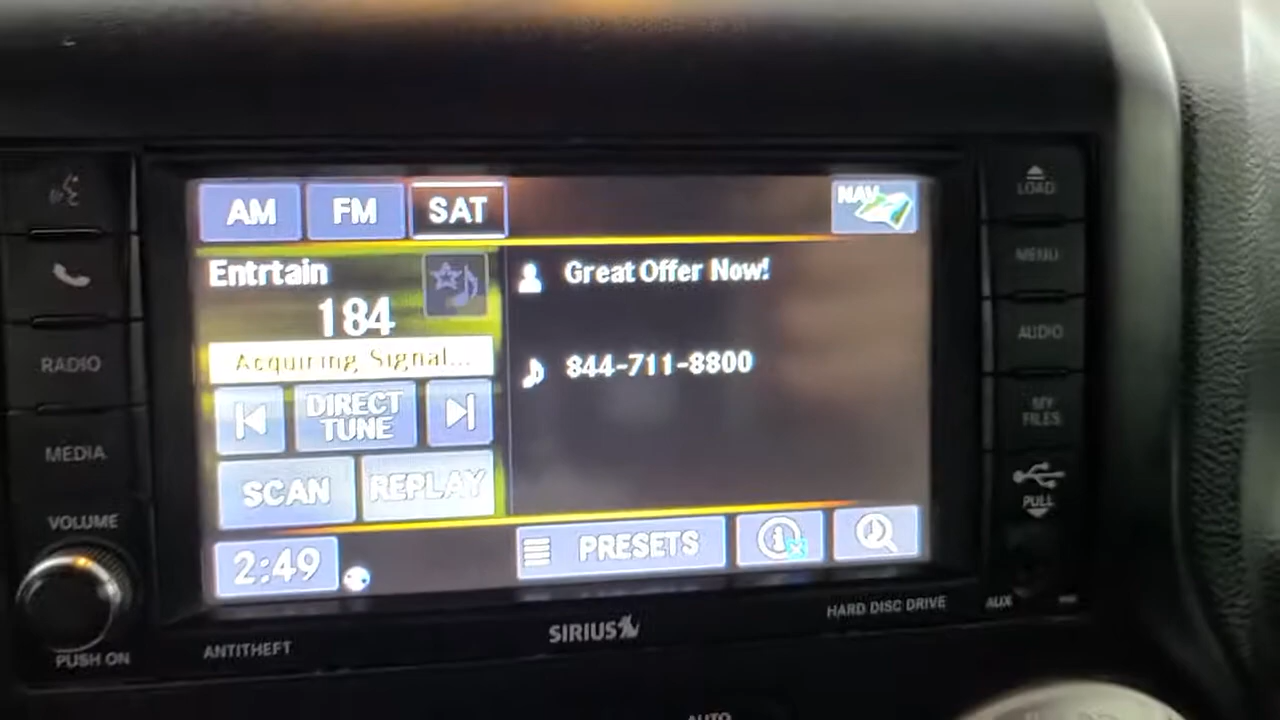 AM FM SAT NAV
Entrtain
184
Acquiring Signal...
DIRECT
TUNE
SCAN REPLAY
2:49
Great Offer Now!
844-711-8800
PRESETS
RADIO
MEDIA
VOLUME
PUSH ON
ANTITHEFT
SIRIUS
HARD DISC DRIVE
LOAD
MENU
AUDIO
MY
FILES
PULL
AUX
AUTO